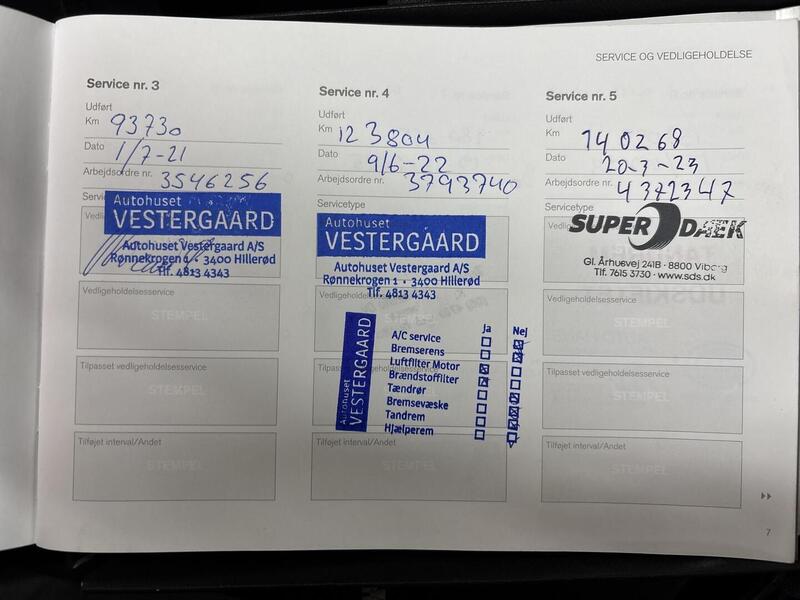 SERVICE OG VEDLIGEHOLDELSE
Service nr. 3
Udført
Km 93730
Dato 1/7-21
Arbejdsordre nr. 3546256
Autohuset
VESTERGAARD
Autohuset Vestergaard A/S
Rønnekrogen 1 · 3400 Hillerød
Tlf. 4813 4343
Vedligeholdelsesservice
STEMPEL
Tilpasset vedligeholdelsesservice
STEMPEL
Tilføjet interval/Andet
STEMPEL
Service nr. 4
Udført
Km 123804
Dato 9/6-22
Arbejdsordre nr. 3793740
Servicetype
Autohuset
VESTERGAARD
Autohuset Vestergaard A/S
Rønnekrogen 1 · 3400 Hillerød
Tlf. 4813 4343
Autohuset
VESTERGAARD
Ja Nej
A/C service
Bremserens
Luftfilter Motor
Brændstoffilter
Tændrør
Bremsevæske
Tandrem
Hjælperem
Tilføjet interval/Andet
STEMPEL
Service nr. 5
Udført
Km 140268
Dato 20-3-23
Arbejdsordre nr. 4372347
Servicetype
SUPER DÆK
Gl. Århusvej 241B · 8800 Viborg
Tlf. 7615 3730 · www.sds.dk
Vedligeholdelsesservice
STEMPEL
Tilpasset vedligeholdelsesservice
STEMPEL
Tilføjet interval/Andet
STEMPEL
7